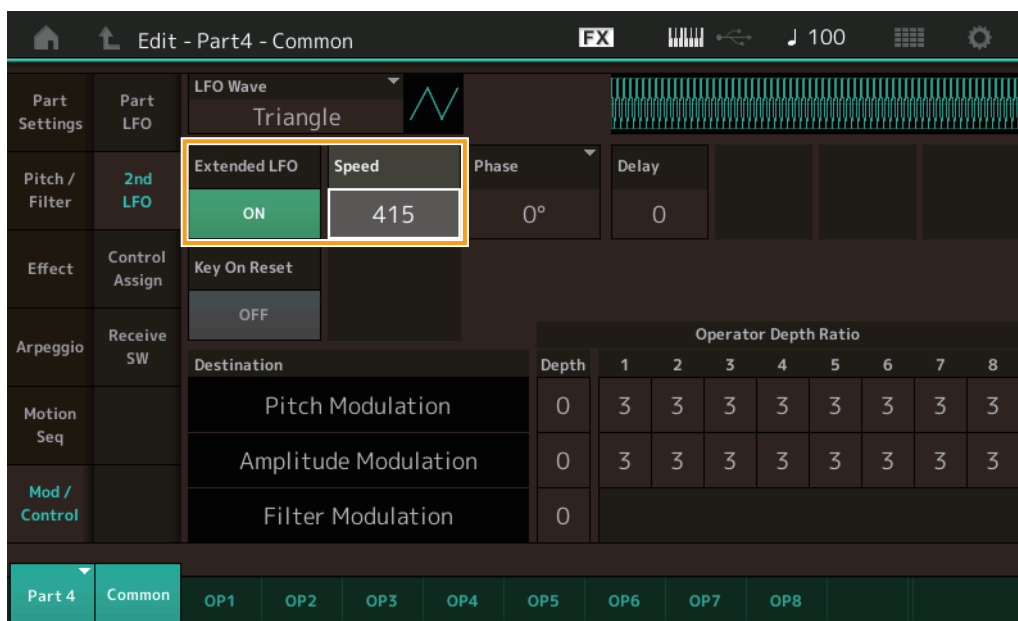 Edit - Part4 - Common
FX
100
Part Settings
Part LFO
LFO Wave
Triangle
Pitch / Filter
2nd LFO
Extended LFO
Speed
Phase
Delay
ON
415
0°
0
Effect
Control Assign
Key On Reset
OFF
Arpeggio
Receive SW
Operator Depth Ratio
Destination Depth 1 2 3 4 5 6 7 8
Motion Seq
Pitch Modulation 0 3 3 3 3 3 3 3 3
Amplitude Modulation 0 3 3 3 3 3 3 3 3
Mod / Control
Filter Modulation 0
Part 4 Common OP1 OP2 OP3 OP4 OP5 OP6 OP7 OP8